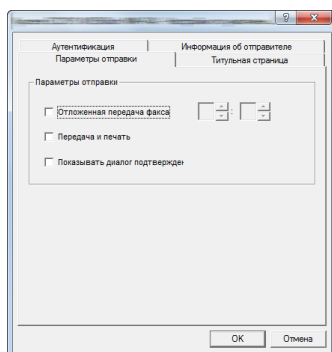 Аутентификация
Информация об отправителе
Параметры отправки
Титульная страница
Параметры отправки
Отложенная передача факса
:
Передача и печать
Показывать диалог подтвержден
OK
Отмена